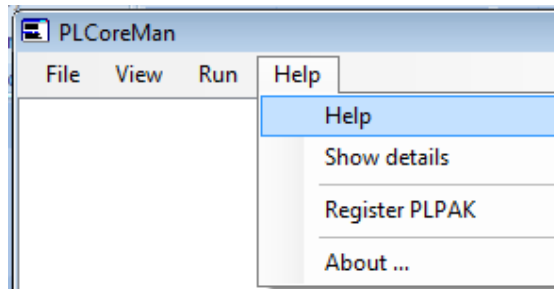 PLCoreMan
File View Run Help
Help
Show details
Register PLPAK
About ...